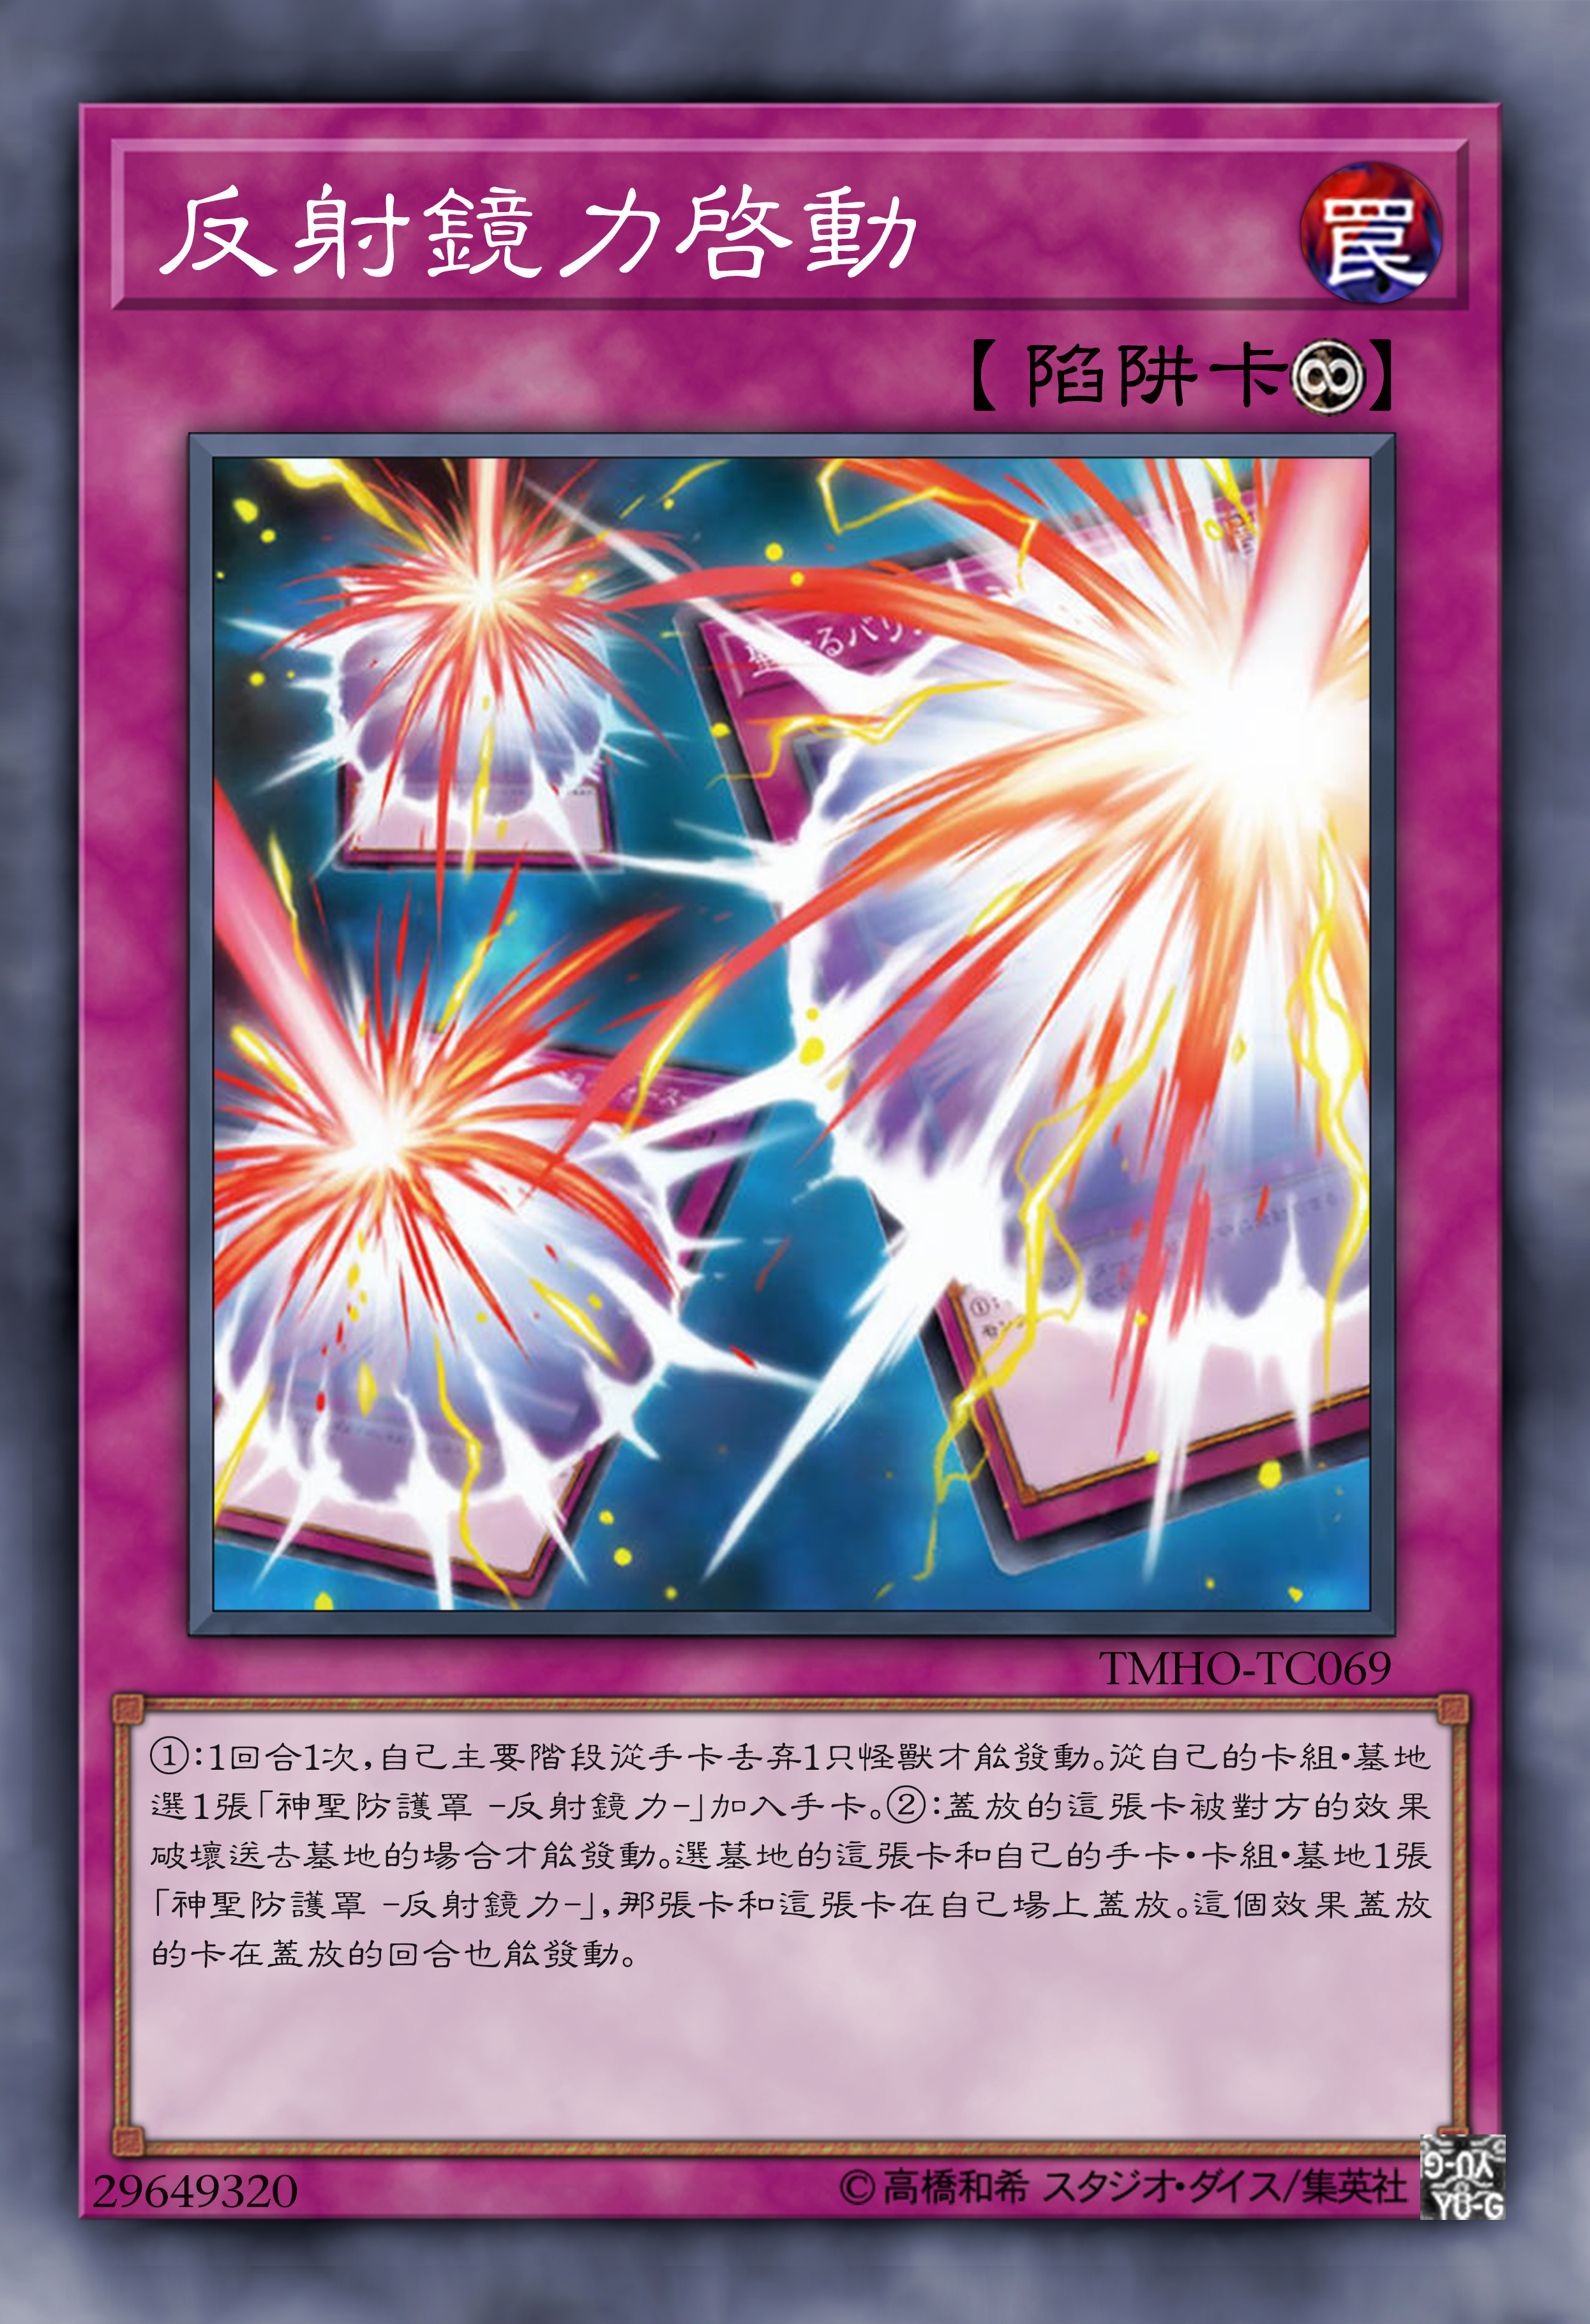 反射鏡力啓動
罠
【陷阱卡】
聖なるバリ
TMHO-TC069
①:1回合1次,自己主要階段從手卡丟弃1只怪獸才能發動。從自己的卡組·墓地
選1張「神聖防護罩 -反射鏡力-」加入手卡。②:蓋放的這張卡被對方的效果
破壞送去墓地的場合才能發動。選墓地的這張卡和自己的手卡·卡組·墓地1張
「神聖防護罩 -反射鏡力-」,那張卡和這張卡在自己場上蓋放。這個效果蓋放
的卡在蓋放的回合也能發動。
29649320
©高橋和希 スタジオ・ダイス/集英社
YU-G
YU-G